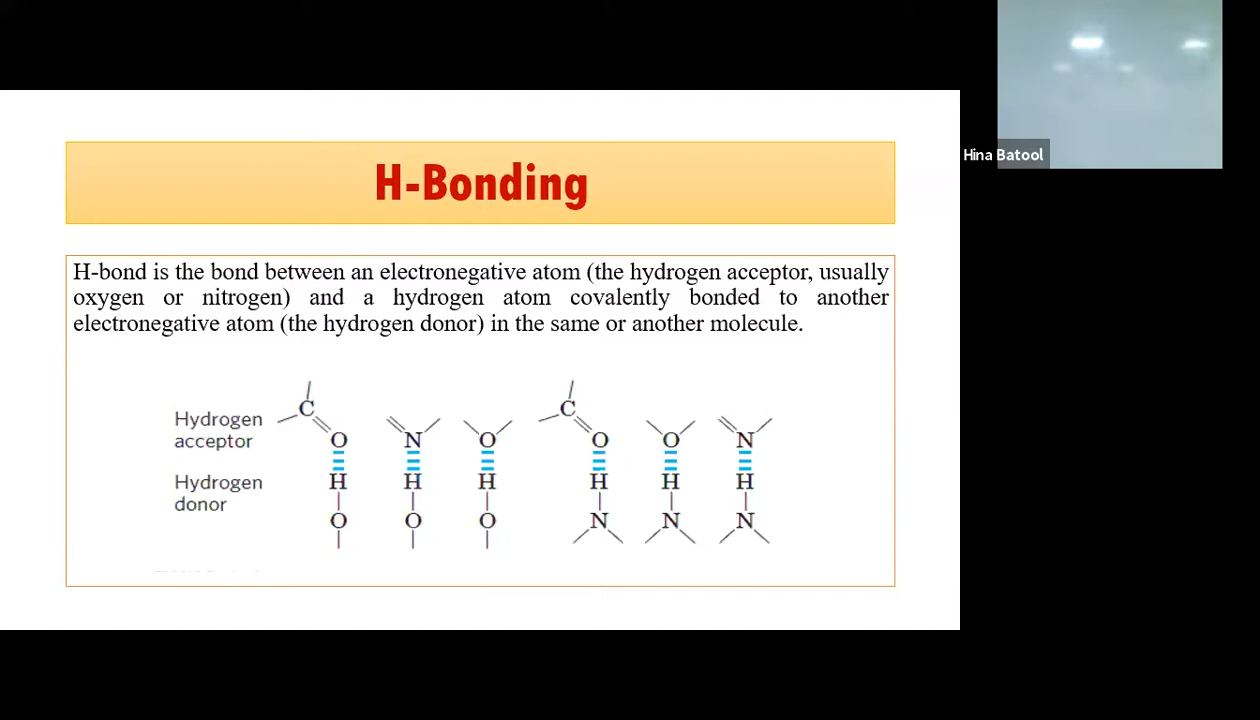 Hina Batool
H-Bonding
H-bond is the bond between an electronegative atom (the hydrogen acceptor, usually
oxygen or nitrogen) and a hydrogen atom covalently bonded to another
electronegative atom (the hydrogen donor) in the same or another molecule.
Hydrogen
acceptor
C C
O N O O O N
Hydrogen
donor
H H H H H H
O O O N N N